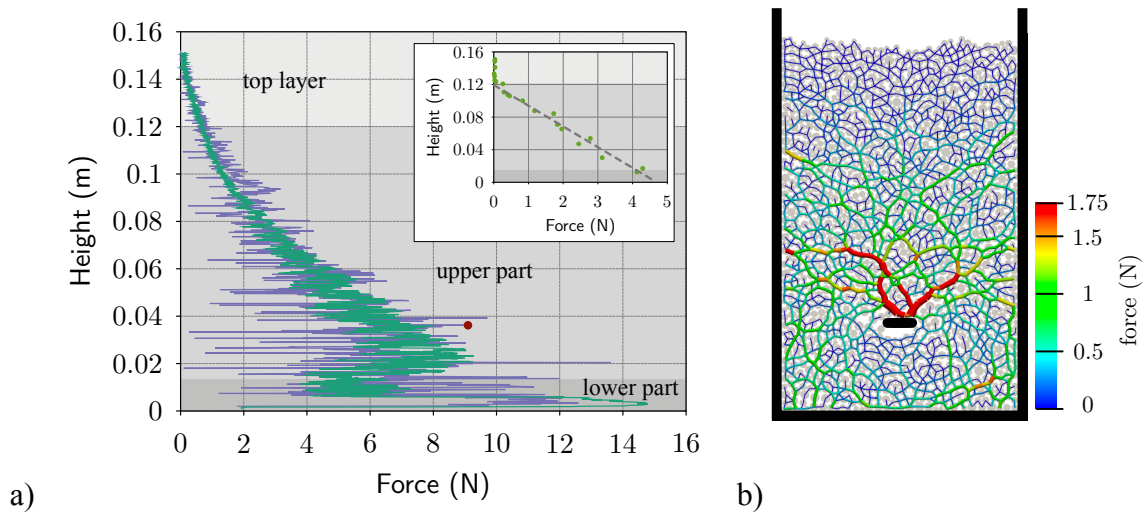 0.16
0.14
0.12
0.1
0.08
0.06
0.04
0.02
0
Height (m)
0 2 4 6 8 10 12 14 16
Force (N)
top layer
upper part
lower part
0.16
0.12
0.08
0.04
0
Height (m)
0 1 2 3 4 5
Force (N)
a)
1.75
1.5
1
0.5
0
force (N)
b)